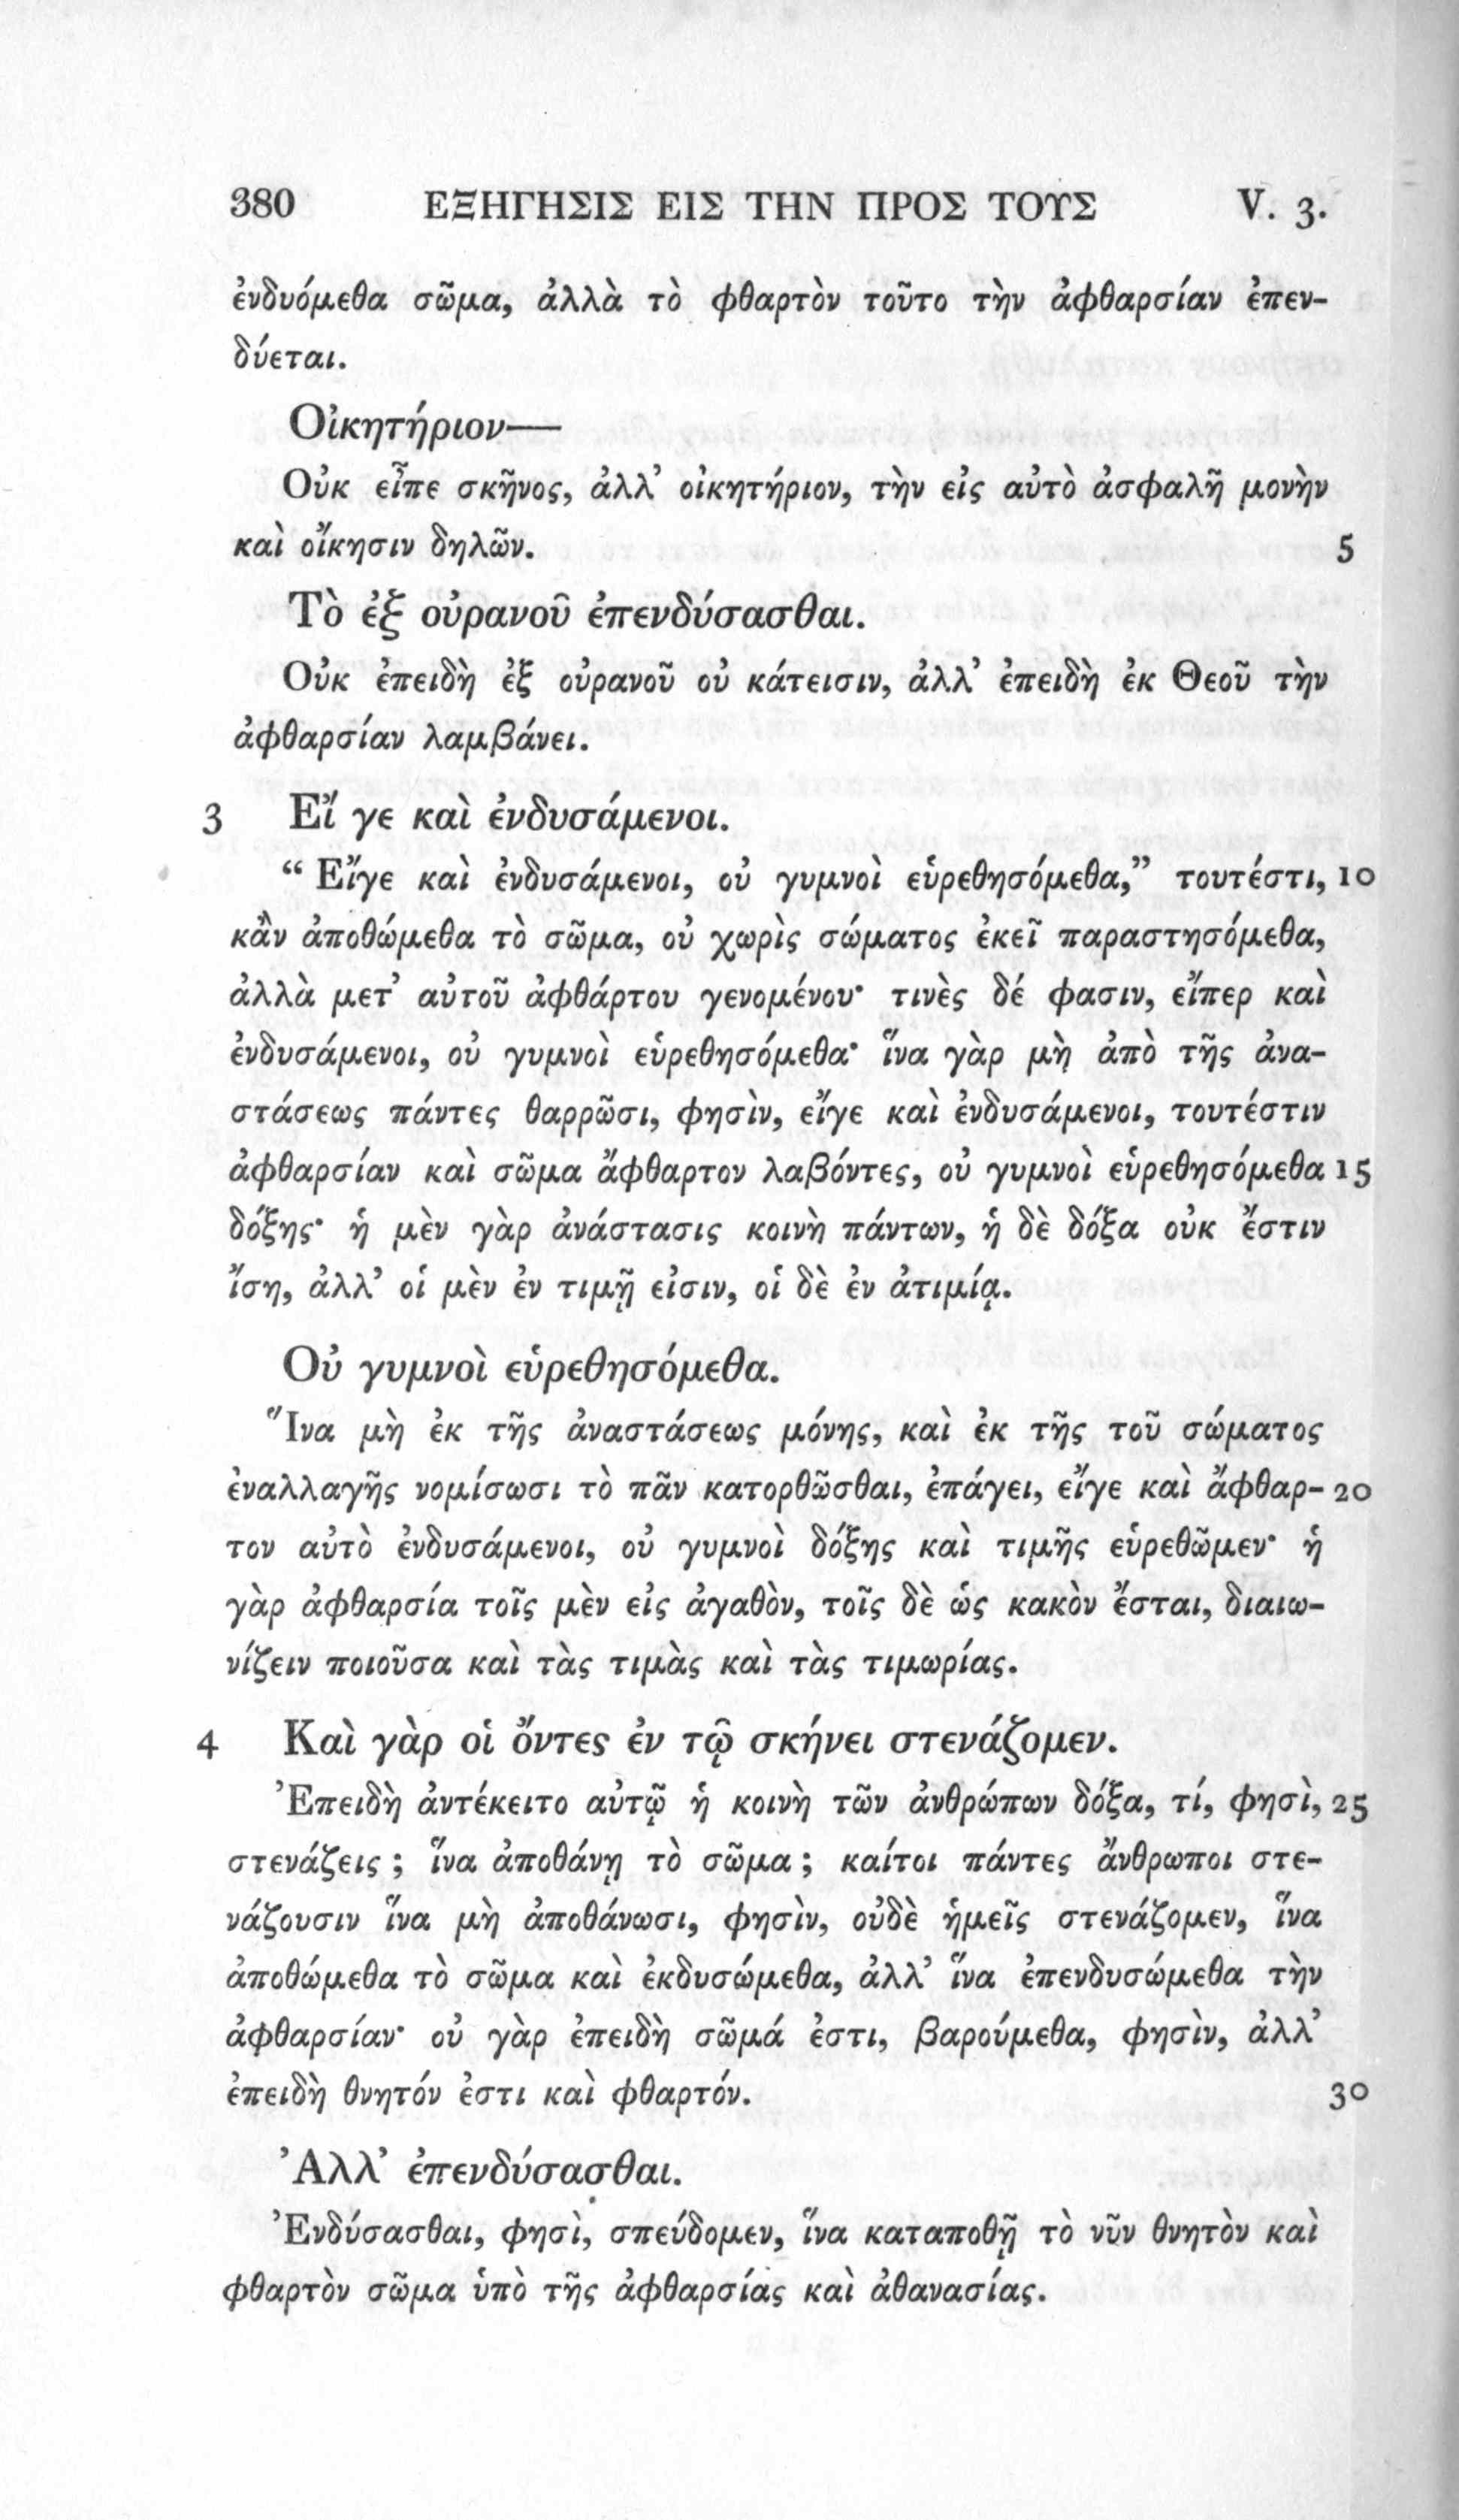 380 ΕΞΗΓΗΣΙΣ ΕΙΣ ΤΗΝ ΠΡΟΣ ΤΟΥΣ V. 3.
ἐνδυόμεθα σῶμα, ἀλλὰ τὸ φθαρτὸν τοῦτο τὴν ἀφθαρσίαν ἐπεν-
δύεται.
Οἰκητήριον—
Οὐκ εἶπε σκῆνος, ἀλλ’ οἰκητήριον, τὴν εἰς αὐτὸ ἀσφαλῆ μονὴν
καὶ οἴκησιν δηλῶν. 5
Τὸ ἐξ οὐρανοῦ ἐπενδύσασθαι.
Οὐκ ἐπειδὴ ἐξ οὐρανοῦ οὐ κάτεισιν, ἀλλ’ ἐπειδὴ ἐκ Θεοῦ τὴν
ἀφθαρσίαν λαμβάνει.
3 Εἴ γε καὶ ἐνδυσάμενοι.
“ Εἴγε καὶ ἐνδυσάμενοι, οὐ γυμνοὶ εὑρεθησόμεθα,” τουτέστι, 10
κἂν ἀποθώμεθα τὸ σῶμα, οὐ χωρὶς σώματος ἐκεῖ παραστησόμεθα,
ἀλλὰ μετ’ αὐτοῦ ἀφθάρτου γενομένου· τινὲς δέ φασιν, εἴπερ καὶ
ἐνδυσάμενοι, οὐ γυμνοὶ εὑρεθησόμεθα· ἵνα γὰρ μὴ ἀπὸ τῆς ἀνα-
στάσεως πάντες θαρρῶσι, φησὶν, εἴγε καὶ ἐνδυσάμενοι, τουτέστιν
ἀφθαρσίαν καὶ σῶμα ἄφθαρτον λαβόντες, οὐ γυμνοὶ εὑρεθησόμεθα 15
δόξης· ἡ μὲν γὰρ ἀνάστασις κοινὴ πάντων, ἡ δὲ δόξα οὐκ ἔστιν
ἴση, ἀλλ’ οἱ μὲν ἐν τιμῇ εἰσιν, οἱ δὲ ἐν ἀτιμίᾳ.
Οὐ γυμνοὶ εὑρεθησόμεθα.
Ἵνα μὴ ἐκ τῆς ἀναστάσεως μόνης, καὶ ἐκ τῆς τοῦ σώματος
ἐναλλαγῆς νομίσωσι τὸ πᾶν κατορθῶσθαι, ἐπάγει, εἴγε καὶ ἄφθαρ- 20
τον αὐτὸ ἐνδυσάμενοι, οὐ γυμνοὶ δόξης καὶ τιμῆς εὑρεθῶμεν· ἡ
γὰρ ἀφθαρσία τοῖς μὲν εἰς ἀγαθὸν, τοῖς δὲ ὡς κακὸν ἔσται, διαιω-
νίζειν ποιοῦσα καὶ τὰς τιμὰς καὶ τὰς τιμωρίας.
4 Καὶ γὰρ οἱ ὄντες ἐν τῷ σκήνει στενάζομεν.
Ἐπειδὴ ἀντέκειτο αὐτῷ ἡ κοινὴ τῶν ἀνθρώπων δόξα, τί, φησὶ, 25
στενάζεις ; ἵνα ἀποθάνῃ τὸ σῶμα ; καίτοι πάντες ἄνθρωποι στε-
νάζουσιν ἵνα μὴ ἀποθάνωσι, φησὶν, οὐδὲ ἡμεῖς στενάζομεν, ἵνα
ἀποθώμεθα τὸ σῶμα καὶ ἐκδυσώμεθα, ἀλλ’ ἵνα ἐπενδυσώμεθα τὴν
ἀφθαρσίαν· οὐ γὰρ ἐπειδὴ σῶμά ἐστι, βαρούμεθα, φησὶν, ἀλλ’
ἐπειδὴ θνητόν ἐστι καὶ φθαρτόν. 30
Ἀλλ’ ἐπενδύσασθαι.
Ἐνδύσασθαι, φησὶ, σπεύδομεν, ἵνα καταποθῇ τὸ νῦν θνητὸν καὶ
φθαρτὸν σῶμα ὑπὸ τῆς ἀφθαρσίας καὶ ἀθανασίας.